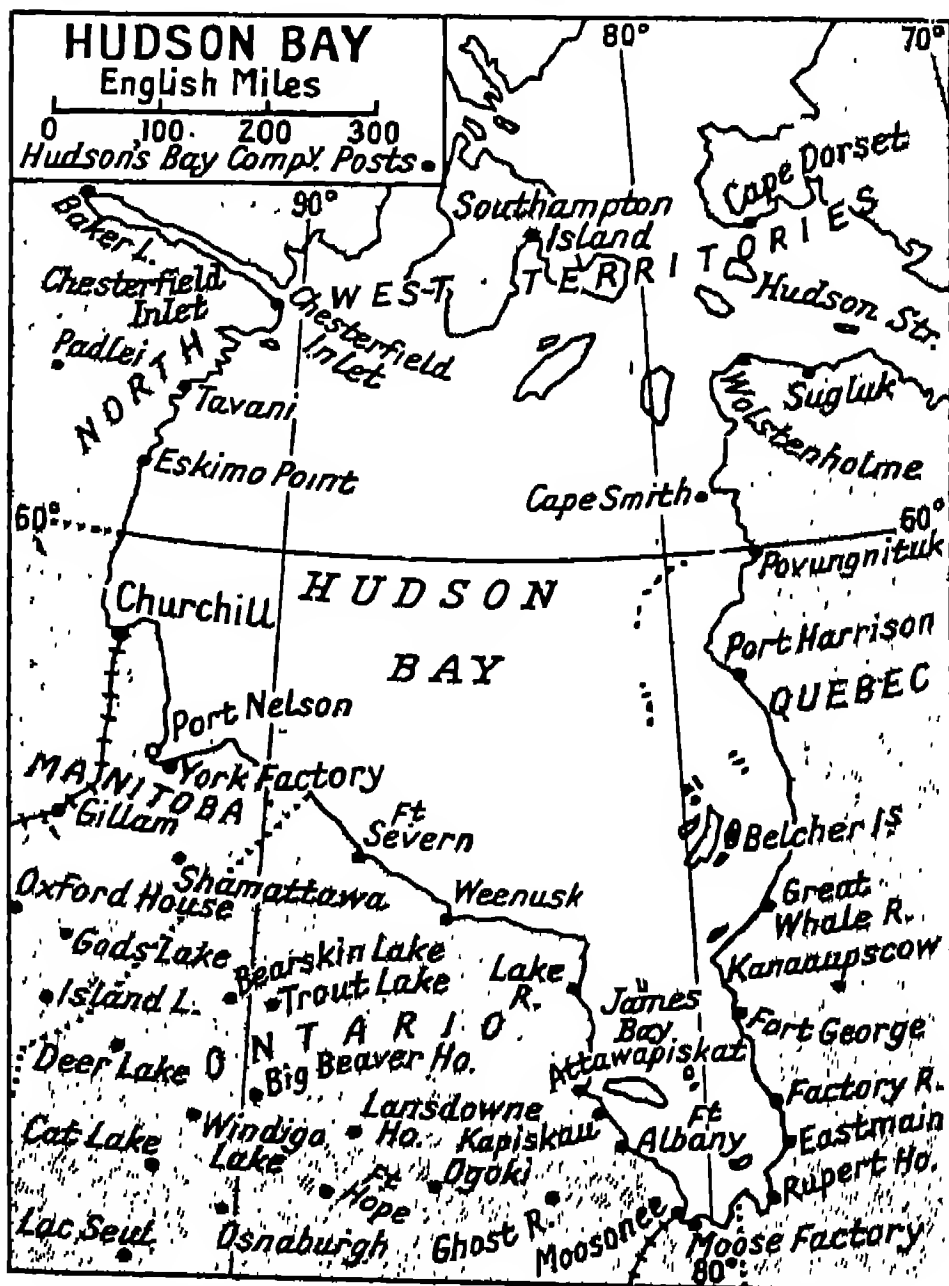 HUDSON BAY
English Miles
0 100 200 300
Hudson's Bay Compy. Posts
80°
70°
90°
Cape Dorset
Southampton
Island
Baker L.
Chesterfield
Inlet
Chesterfield
Inlet
NORTH WEST TERRITORIES
Hudson Str.
Padlei
Tavani
Sugluk
Wolstenholme
Eskimo Point
Cape Smith
60°
60°
Povungnituk
HUDSON
BAY
Churchill
Port Harrison
QUEBEC
Port Nelson
York Factory
MANITOBA
Gillam
Ft
Severn
Belcher Is
Shamattawa
Oxford House
Weenusk
Great
Whale R.
Gods Lake
Bearskin Lake
Kanaaupscow
Island L.
Trout Lake
Lake
R.
James
Bay
Fort George
ONTARIO
Deer Lake
Big Beaver Ho.
Attawapiskat
Factory R.
Lansdowne
Ho.
Kapiskau
Ft
Albany
Eastmain
Cat Lake
Windigo
Lake
Ogoki
Rupert Ho.
Ft
Hope
Lac Seul
Osnaburgh
Ghost R.
Moosonee
Moose Factory
80°